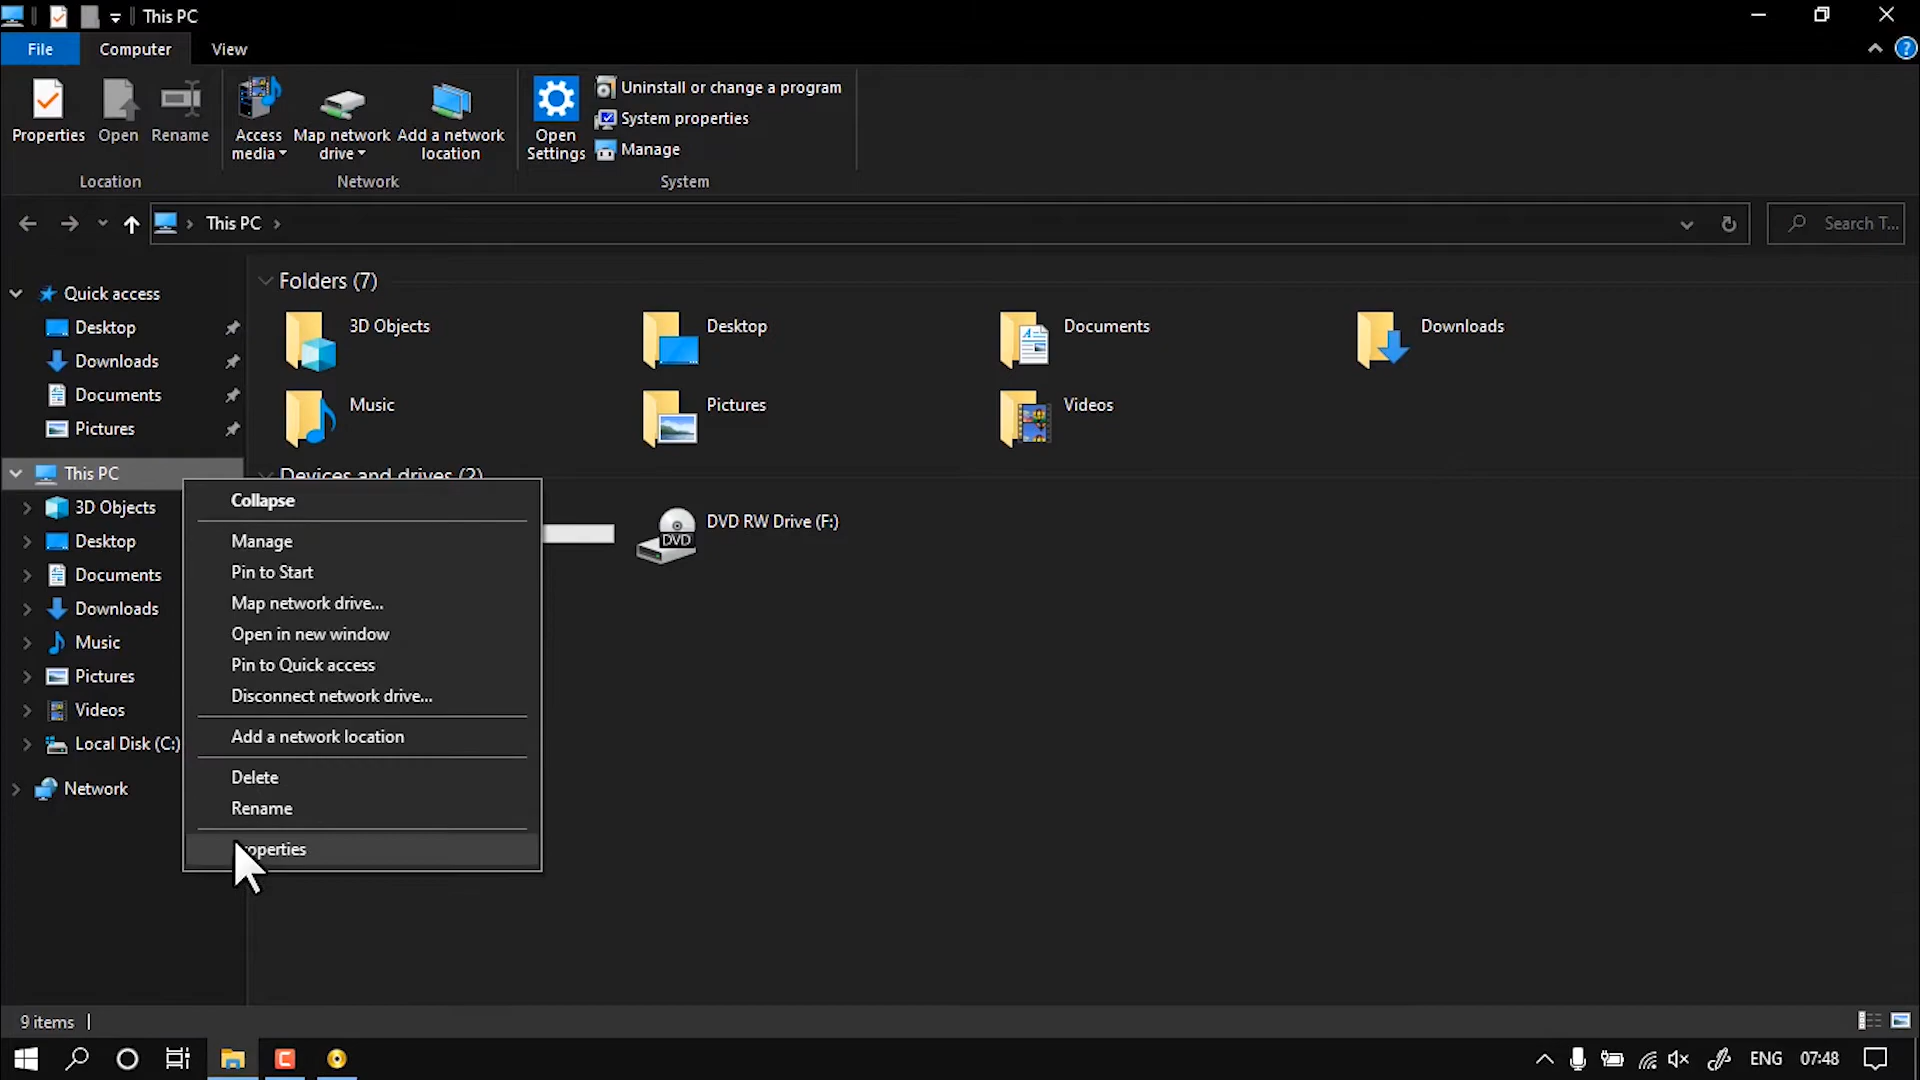 This PC
File Computer View
Uninstall or change a program
System properties
Manage
Properties Open Rename Access media Map network drive Add a network location Open Settings
Location Network System
This PC
Search T...
Quick access
Desktop
Downloads
Documents
Pictures
This PC
3D Objects
Desktop
Documents
Downloads
Music
Pictures
Videos
Local Disk (C:)
Network
Folders (7)
3D Objects Desktop Documents Downloads
Music Pictures Videos
Devices and drives (2)
DVD RW Drive (F:)
DVD
Collapse
Manage
Pin to Start
Map network drive...
Open in new window
Pin to Quick access
Disconnect network drive...
Add a network location
Delete
Rename
operties
9 items
ENG 07:48